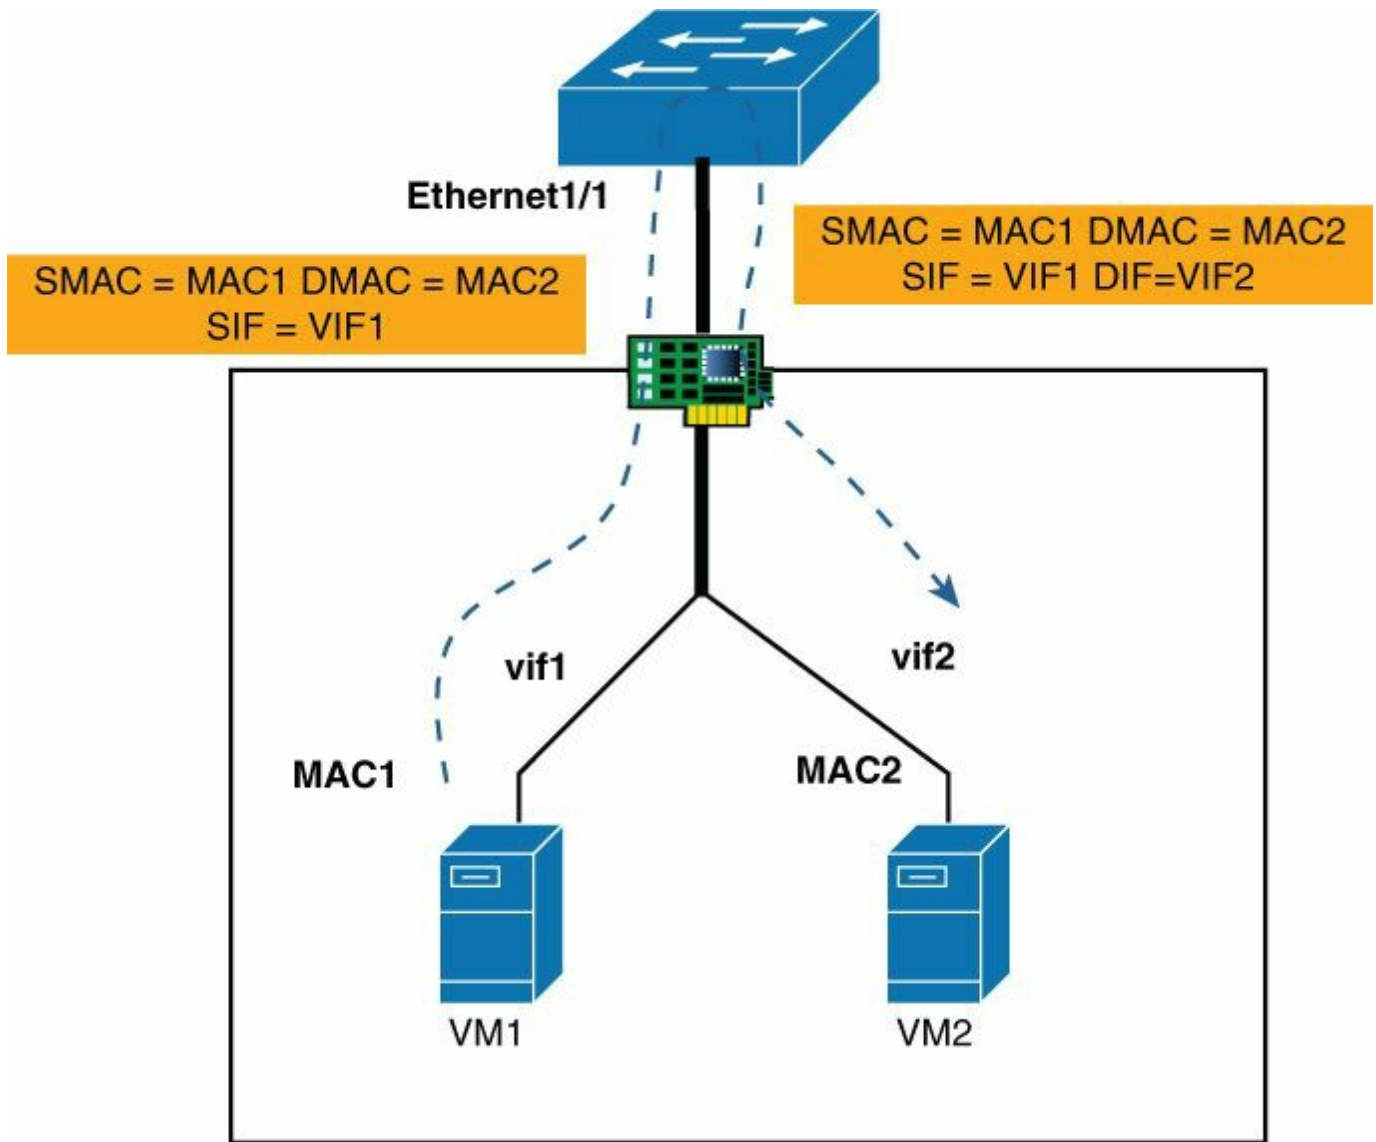 Ethernet1/1
SMAC = MAC1 DMAC = MAC2
SIF = VIF1 DIF=VIF2
SMAC = MAC1 DMAC = MAC2
SIF = VIF1
vif1
vif2
MAC1
MAC2
VM1
VM2